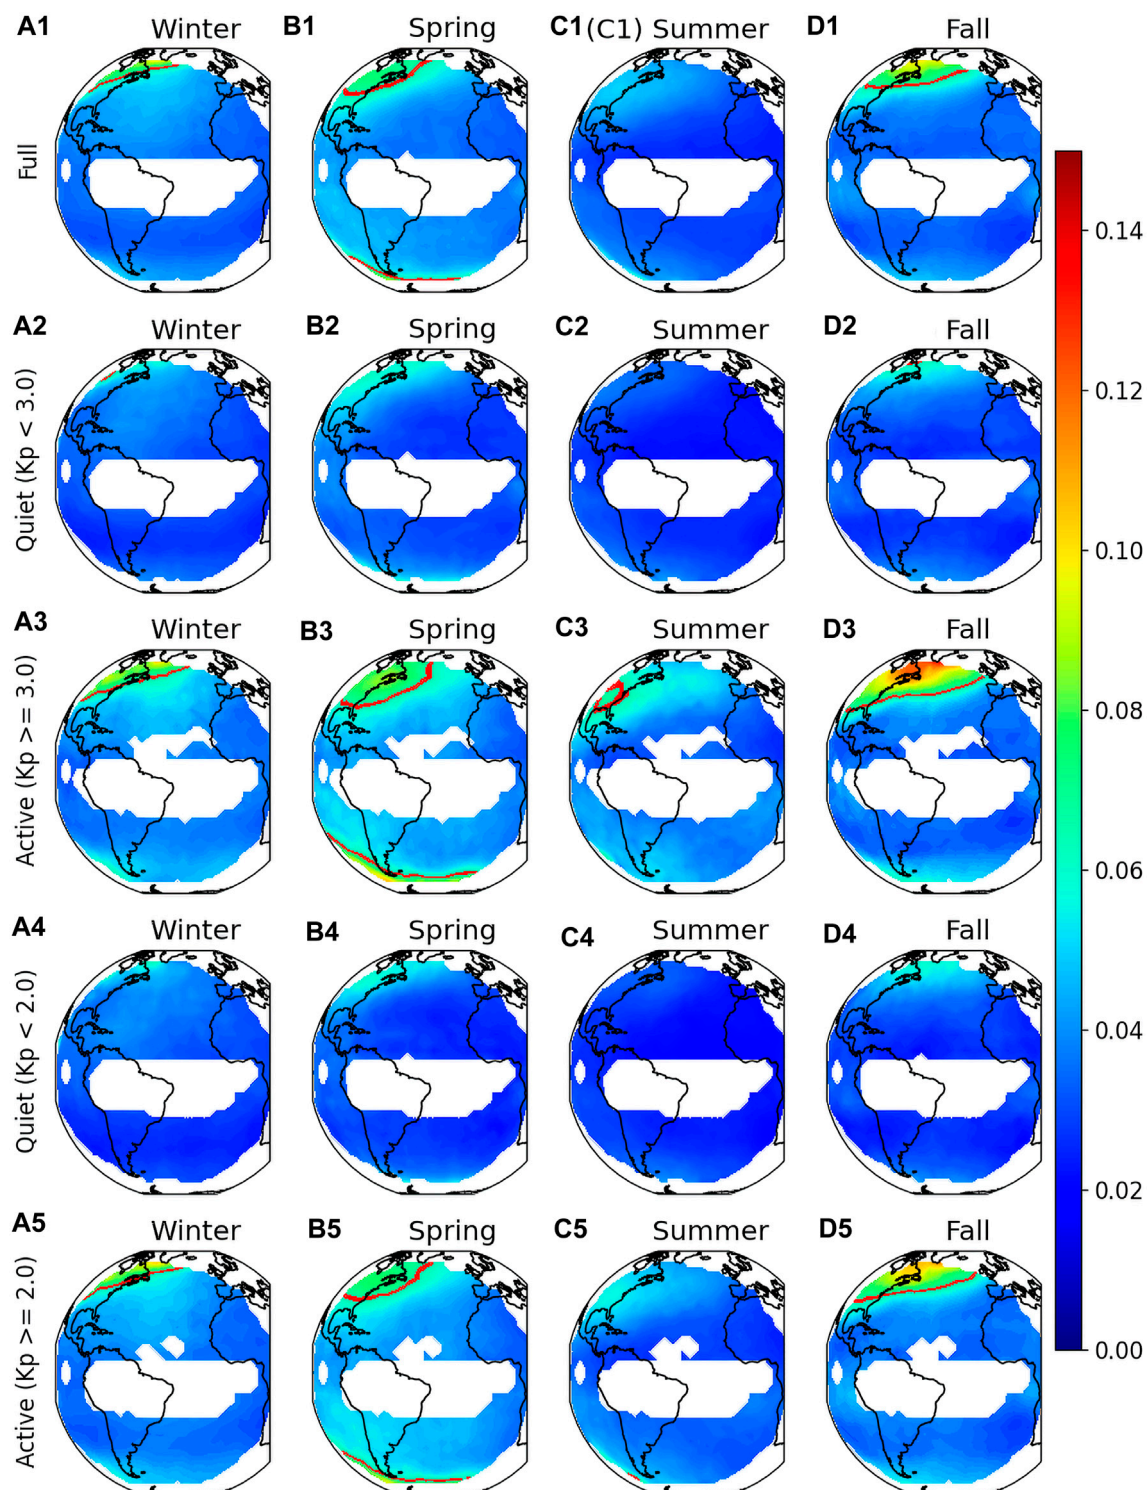 A1 Winter B1 Spring C1 (C1) Summer D1 Fall
Full
A2 Winter B2 Spring C2 Summer D2 Fall
Quiet (Kp < 3.0)
A3 Winter B3 Spring C3 Summer D3 Fall
Active (Kp >= 3.0)
A4 Winter B4 Spring C4 Summer D4 Fall
Quiet (Kp < 2.0)
A5 Winter B5 Spring C5 Summer D5 Fall
Active (Kp >= 2.0)
0.14
0.12
0.10
0.08
0.06
0.04
0.02
0.00